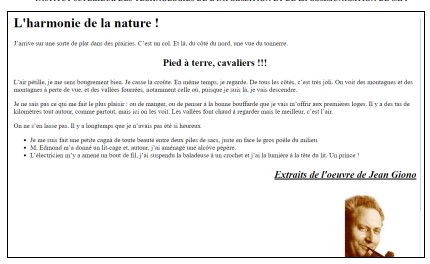 L'harmonie de la nature !
J'arrive sur une sorte de plat dans des prairies. C'est un col. Et là, du côté du nord, une vue du tonnerre.
Pied à terre, cavaliers !!!
L'air pétille, je me sens bougrement bien. Je casse la croûte. En même temps, je regarde. De tous les côtés, c'est très joli. On voit des montagnes et des
montagnes à perte de vue, et des vallées fourrées, notamment celle où, puisque je suis là, je vais descendre.
Je ne sais pas ce qui me fait le plus plaisir : ou de manger, ou de penser à la bonne bouffarde que je vais m'offrir aux premières loges. Il y a des tas de
kilomètres tout autour, comme partout, mais ici on les voit. Les vallées font chaud à regarder mais le meilleur, c'est l'air.
On ne s'en lasse pas. Il y a longtemps que je n'avais pas été si heureux
Je me suis fait une petite cagna de toute beauté entre deux piles de sacs, juste en face le gros poêle du milieu.
M. Edmond m'a donné un lit-cage et, autour, j'ai aménagé une alcôve pépère.
L'électricien m'y a amené un bout de fil, j'ai suspendu la baladeuse à un crochet et j'ai la lumière à la tête du lit. Un prince !
Extraits de l'oeuvre de Jean Giono